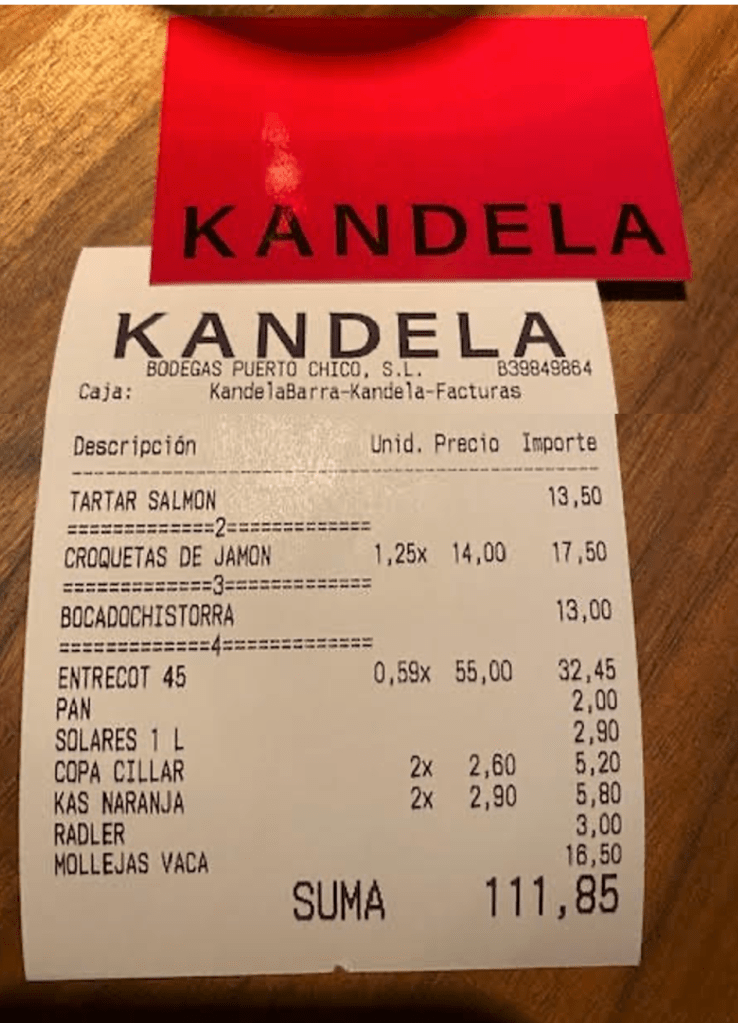 KANDELA
KANDELA
BODEGAS PUERTO CHICO, S.L. B39849864
Caja: KandelaBarra-Kandela-Facturas
Descripción Unid. Precio Importe
------------------------------------------------
TARTAR SALMON 13,50
=============2=============
CROQUETAS DE JAMON 1,25x 14,00 17,50
=============3=============
BOCADOCHISTORRA 13,00
=============4=============
ENTRECOT 45 0,59x 55,00 32,45
PAN 2,00
SOLARES 1 L 2,90
COPA CILLAR 2x 2,60 5,20
KAS NARANJA 2x 2,90 5,80
RADLER 3,00
MOLLEJAS VACA 16,50
SUMA 111,85